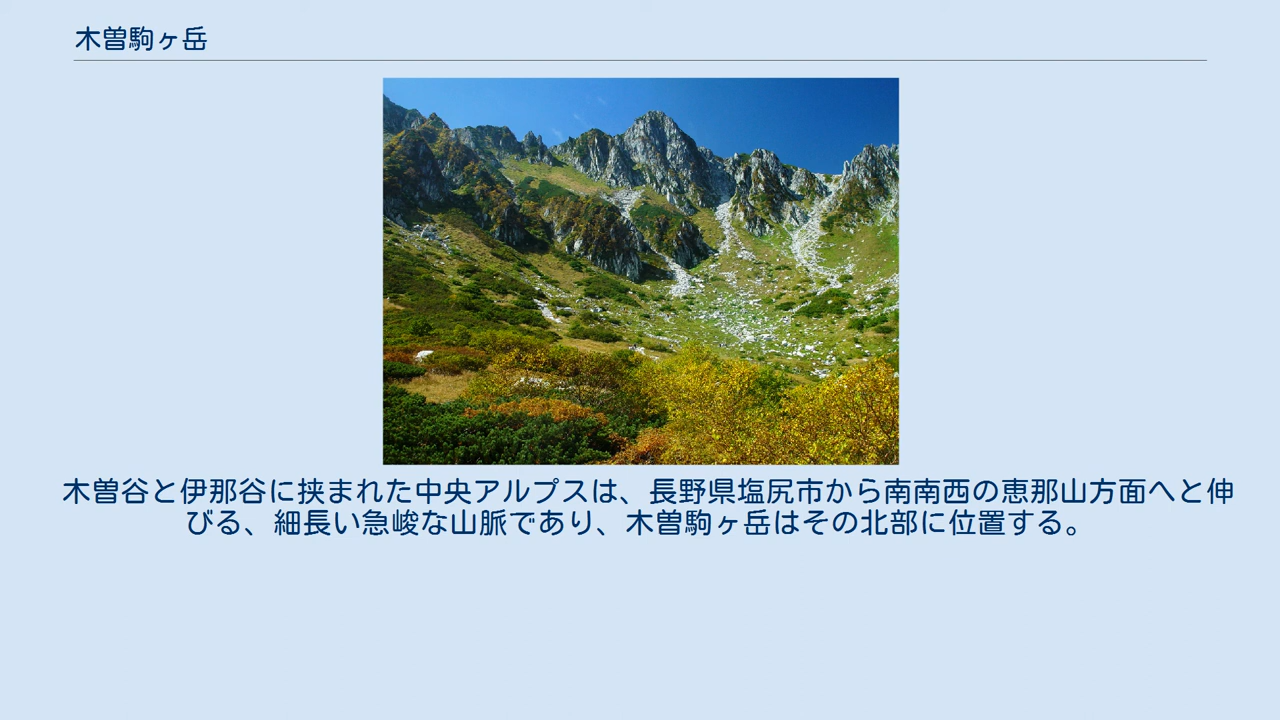 木曽駒ヶ岳
木曽谷と伊那谷に挟まれた中央アルプスは、長野県塩尻市から南南西の恵那山方面へと伸
びる、細長い急峻な山脈であり、木曽駒ヶ岳はその北部に位置する。